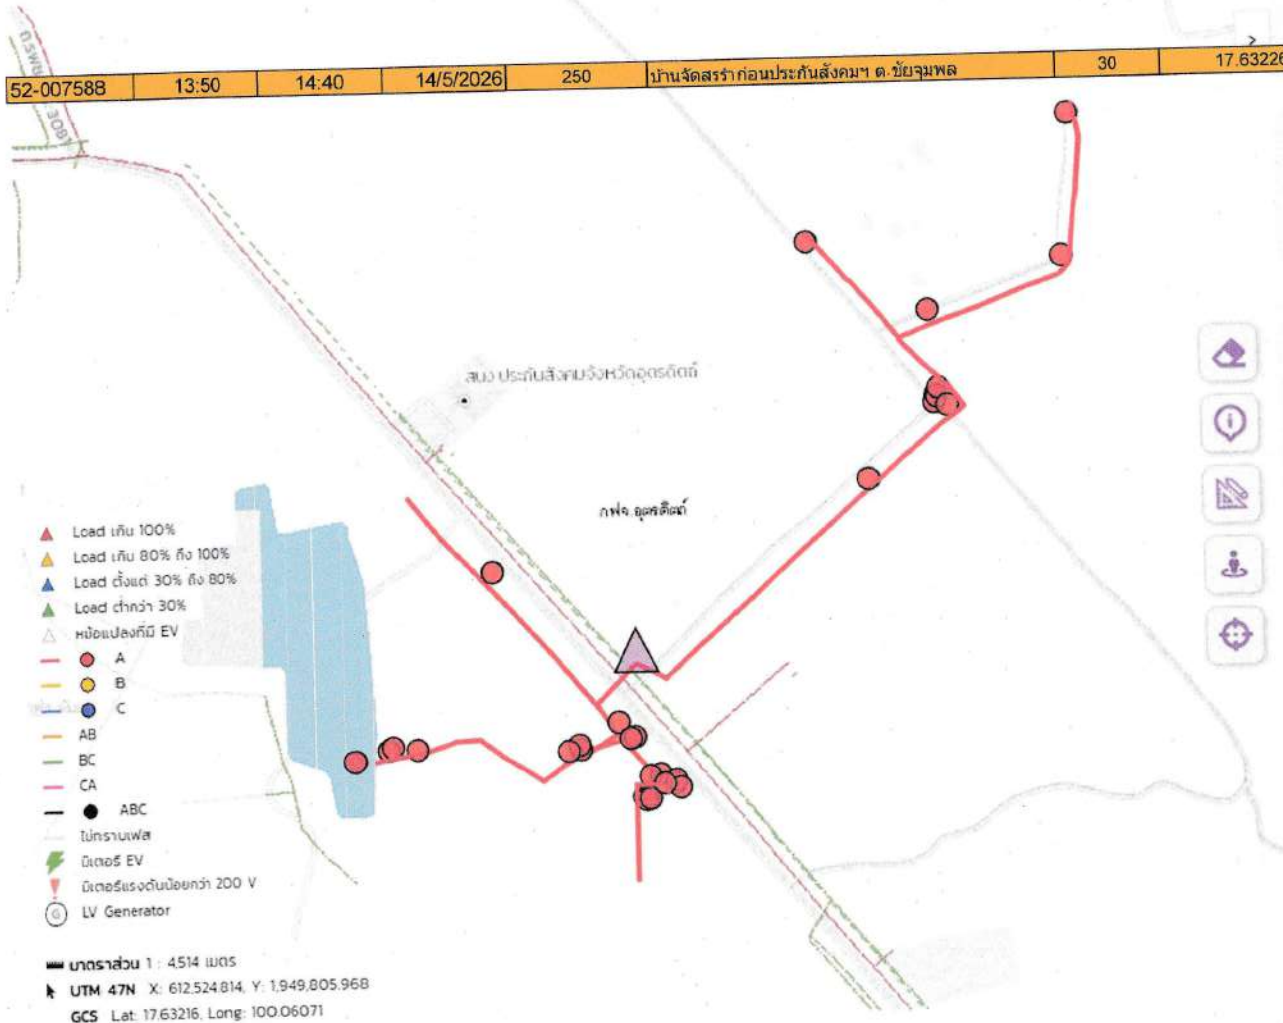 52-007588 13:50 14:40 14/5/2026 250 บ้านจัดสรรำ ก่อนประกันสังคมฯ ต.ชัยจุมพล 30 17.63226
สนง ประกันสังคมจังหวัดอุตรดิตถ์
กฟจ.อุตรดิตถ์
Load เกิน 100%
Load เกิน 80% ถึง 100%
Load ตั้งแต่ 30% ถึง 80%
Load ต่ำกว่า 30%
หม้อแปลงที่มี EV
A
B
C
AB
BC
CA
ABC
ไม่ทราบเฟส
มิเตอร์ EV
มิเตอร์แรงดันน้อยกว่า 200 V
LV Generator
มาตราส่วน 1 : 4,514 เมตร
UTM 47N X: 612,524.814, Y: 1,949,805.968
GCS Lat: 17.63216, Long: 100.06071